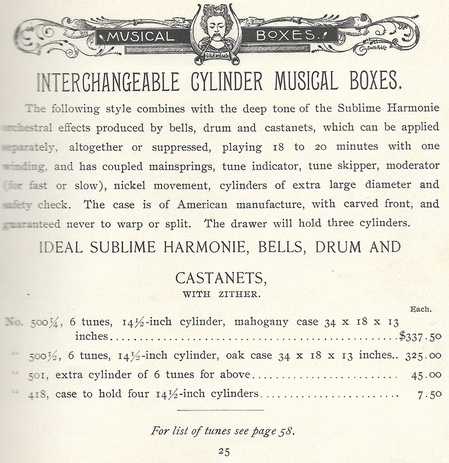 MUSICAL BOXES.
INTERCHANGEABLE CYLINDER MUSICAL BOXES.
The following style combines with the deep tone of the Sublime Harmonie
orchestral effects produced by bells, drum and castanets, which can be applied
separately, altogether or suppressed, playing 18 to 20 minutes with one
winding, and has coupled mainsprings, tune indicator, tune skipper, moderator
(for fast or slow), nickel movement, cylinders of extra large diameter and
safety check. The case is of American manufacture, with carved front, and
guaranteed never to warp or split. The drawer will hold three cylinders.
IDEAL SUBLIME HARMONIE, BELLS, DRUM AND
CASTANETS,
WITH ZITHER.
Each.
No. 500¼, 6 tunes, 14½-inch cylinder, mahogany case 34 x 18 x 13
inches....................................................$337.50
" 500½, 6 tunes, 14½-inch cylinder, oak case 34 x 18 x 13 inches.. 325.00
" 501, extra cylinder of 6 tunes for above...................... 45.00
" 418, case to hold four 14½-inch cylinders..................... 7.50
For list of tunes see page 58.
25